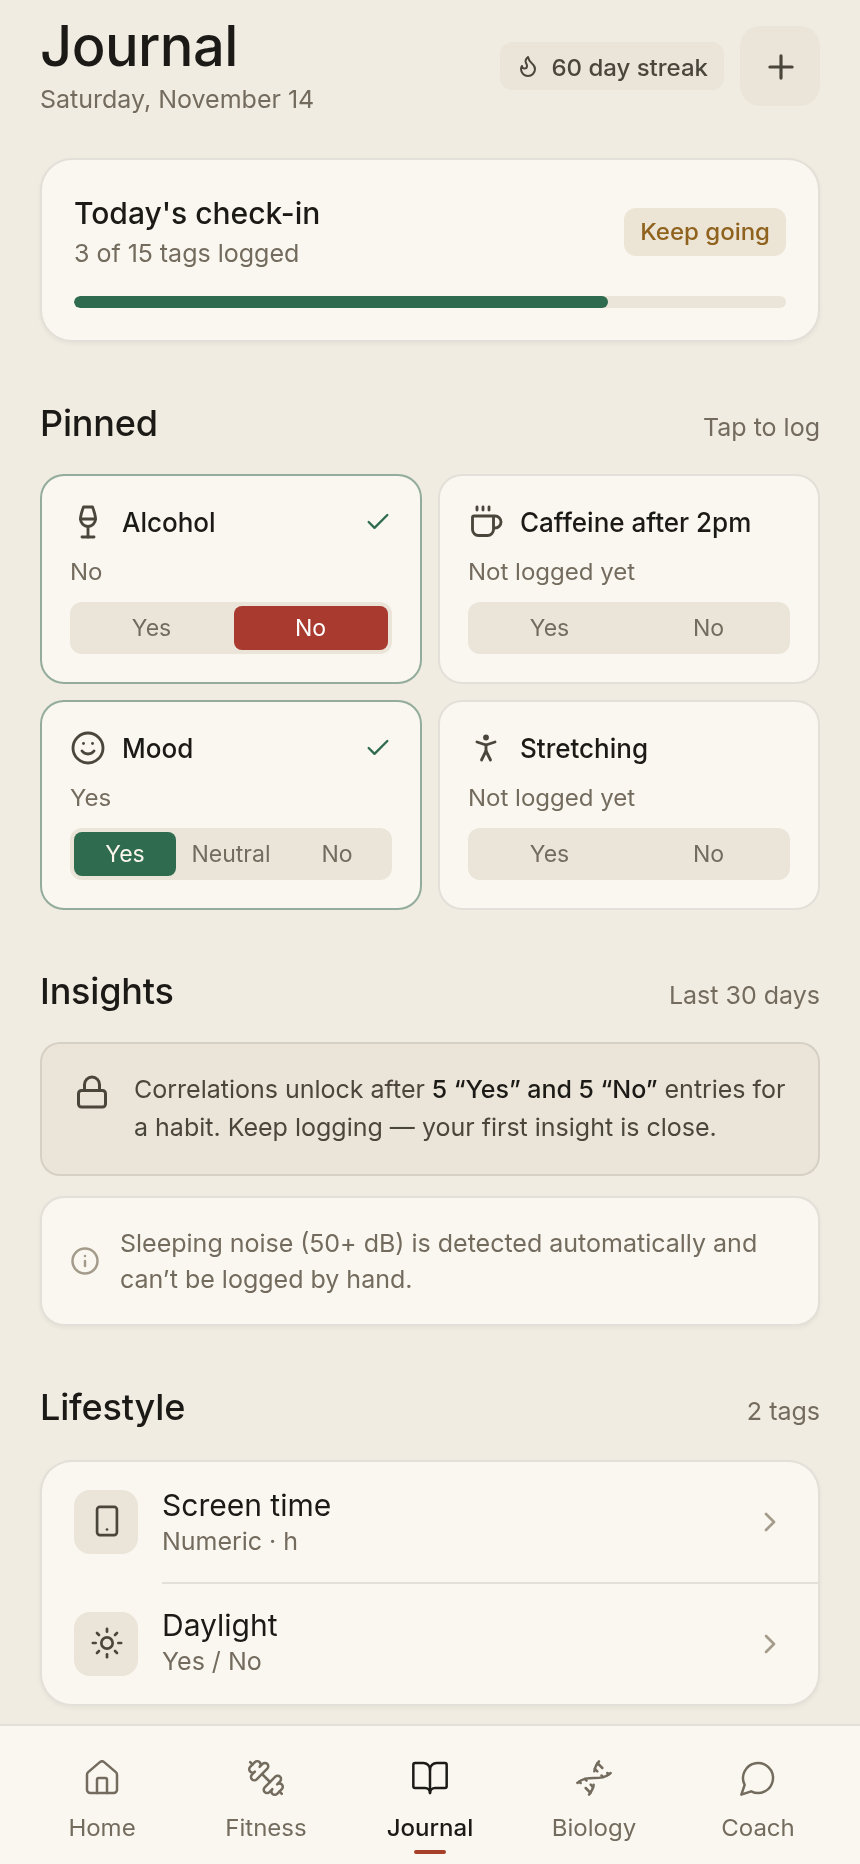 Journal
Saturday, November 14
60 day streak
Today's check-in
3 of 15 tags logged
Keep going
Pinned
Tap to log
Alcohol
No
Yes No
Caffeine after 2pm
Not logged yet
Yes No
Mood
Yes
Yes Neutral No
Stretching
Not logged yet
Yes No
Insights
Last 30 days
Correlations unlock after 5 “Yes” and 5 “No” entries for
a habit. Keep logging — your first insight is close.
Sleeping noise (50+ dB) is detected automatically and
can’t be logged by hand.
Lifestyle
2 tags
Screen time
Numeric · h
Daylight
Yes / No
Home Fitness Journal Biology Coach